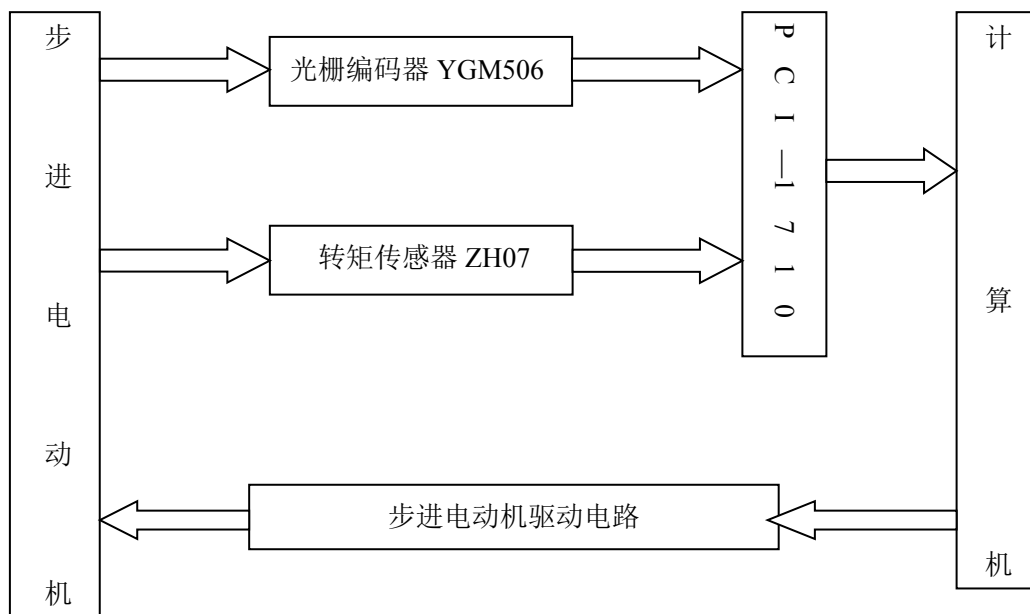 步进电动机
光栅编码器 YGM506
转矩传感器 ZH07
步进电动机驱动电路
PCI—1710
计算机